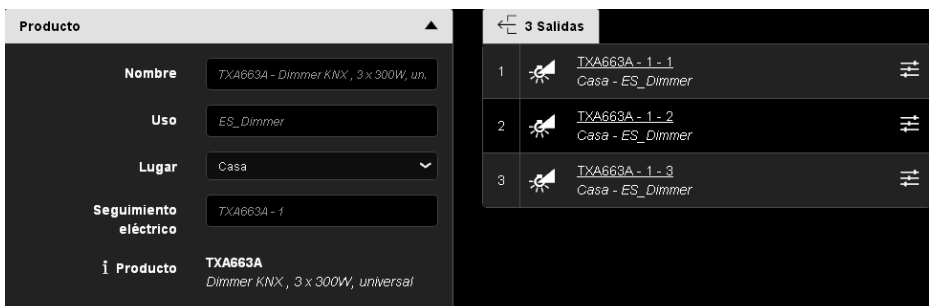 Producto
Nombre
TXA663A - Dimmer KNX , 3 x 300W, un.
Uso
ES_Dimmer
Lugar
Casa
Seguimiento
eléctrico
TXA663A - 1
i Producto
TXA663A
Dimmer KNX , 3 x 300W, universal
3 Salidas
1
TXA663A - 1 - 1
Casa - ES_Dimmer
2
TXA663A - 1 - 2
Casa - ES_Dimmer
3
TXA663A - 1 - 3
Casa - ES_Dimmer